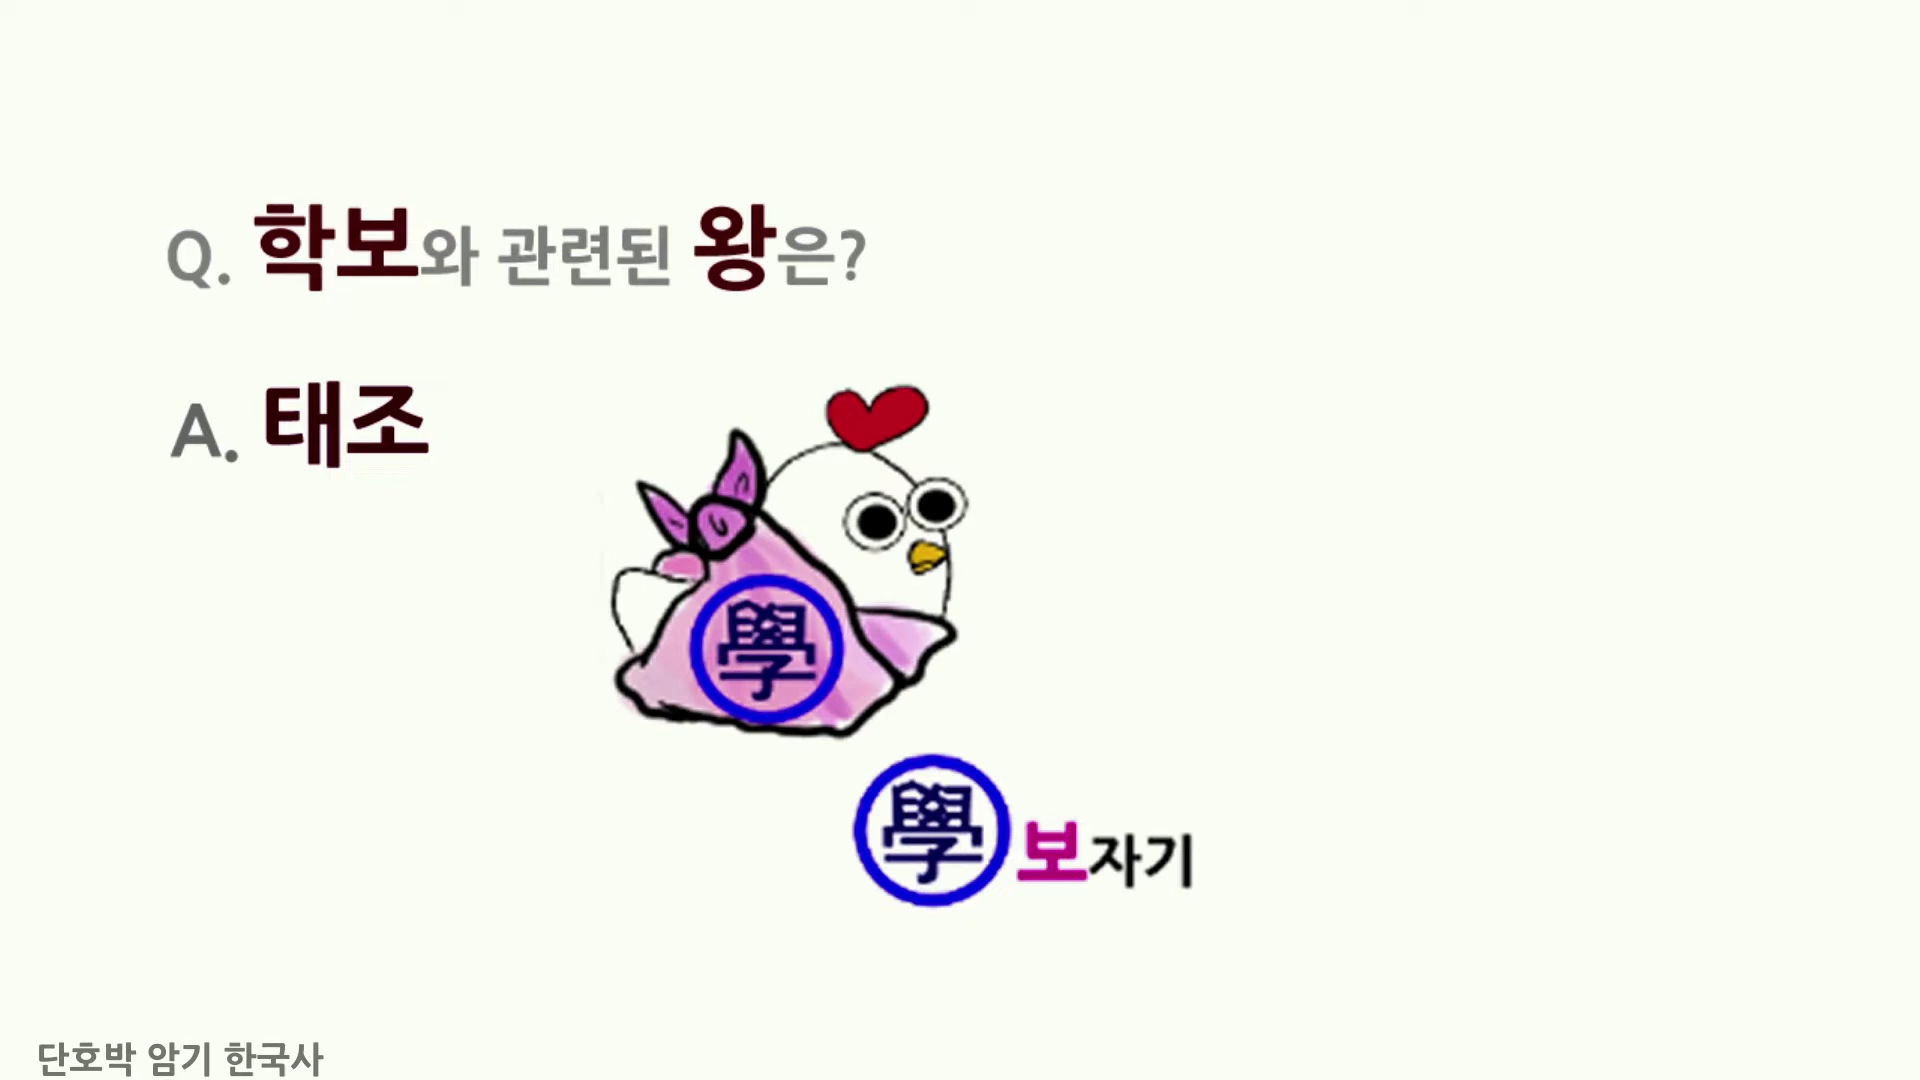 Q. 학보와 관련된 왕은?
A. 태조
學
學보자기
단호박 암기 한국사